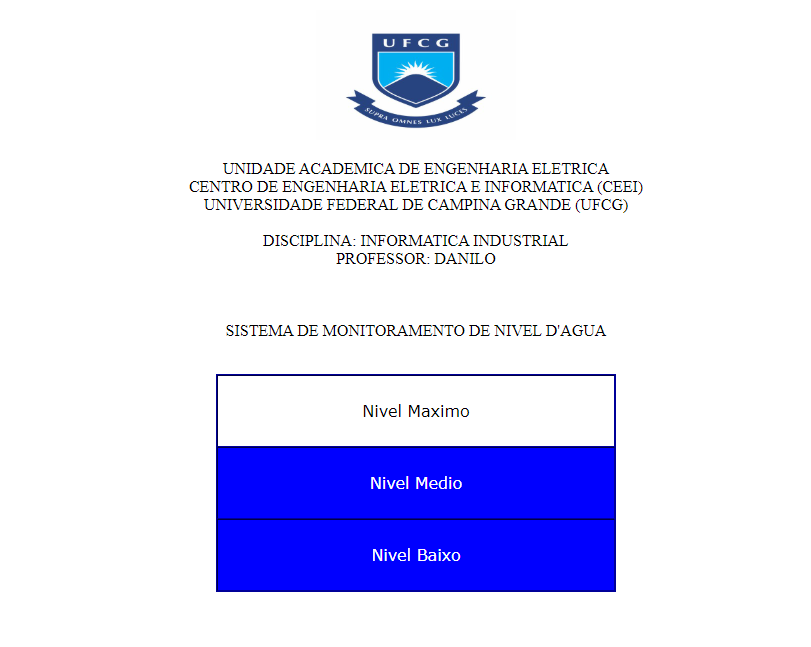 UFCG
SUPRA OMNES LUX LUCES
UNIDADE ACADEMICA DE ENGENHARIA ELETRICA
CENTRO DE ENGENHARIA ELETRICA E INFORMATICA (CEEI)
UNIVERSIDADE FEDERAL DE CAMPINA GRANDE (UFCG)
DISCIPLINA: INFORMATICA INDUSTRIAL
PROFESSOR: DANILO
SISTEMA DE MONITORAMENTO DE NIVEL D'AGUA
Nivel Maximo
Nivel Medio
Nivel Baixo